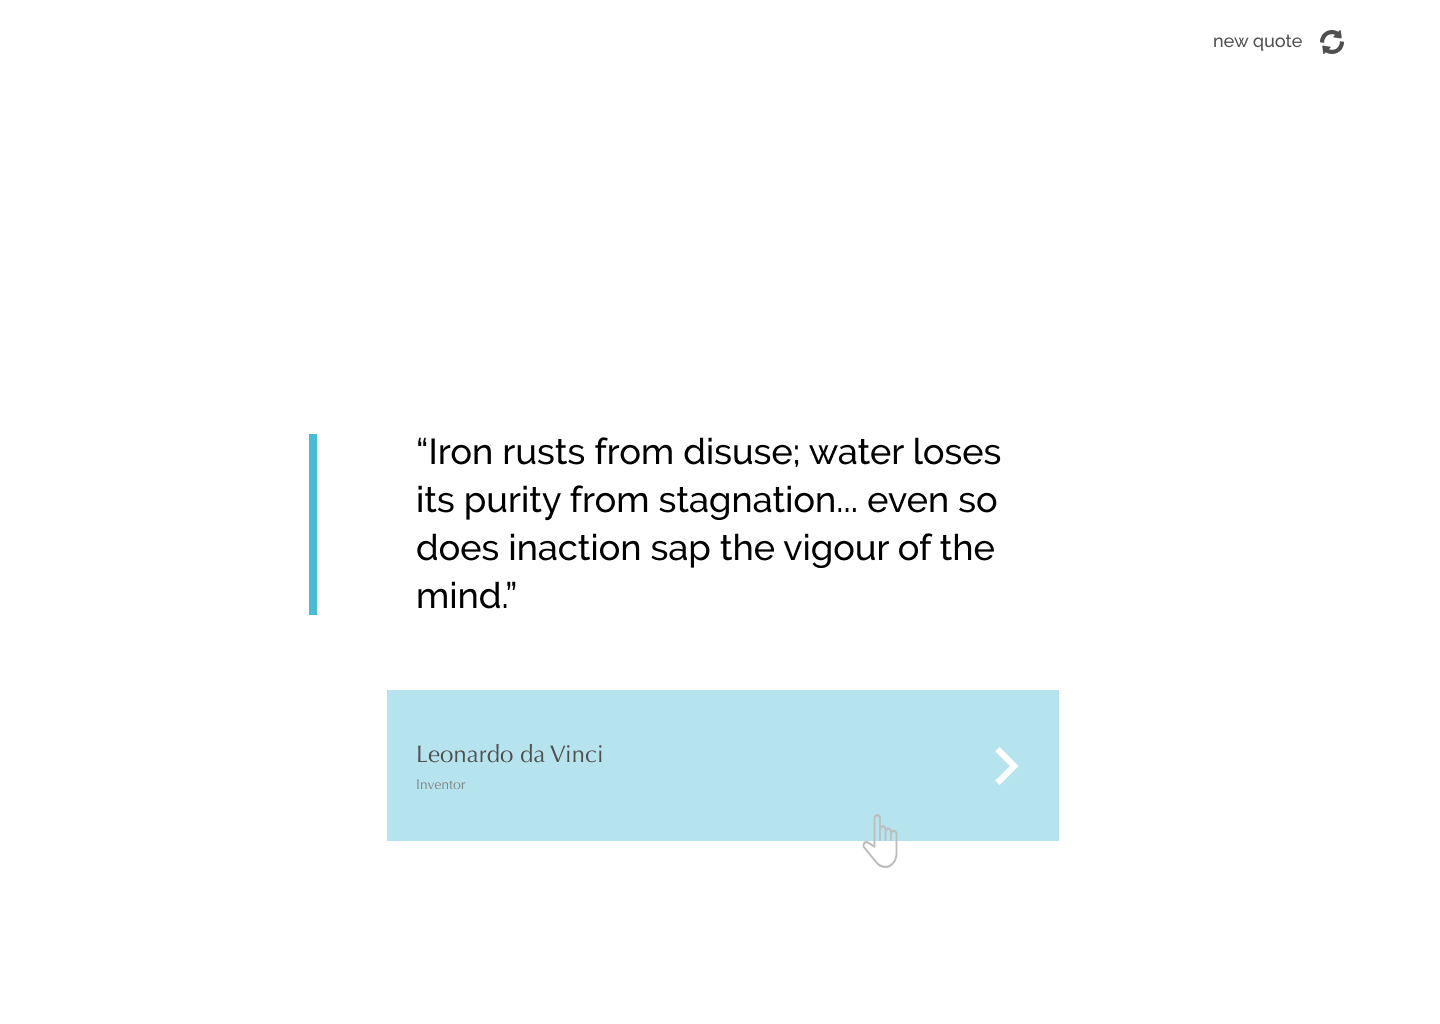 new quote
“Iron rusts from disuse; water loses
its purity from stagnation... even so
does inaction sap the vigour of the
mind.”
Leonardo da Vinci
Inventor